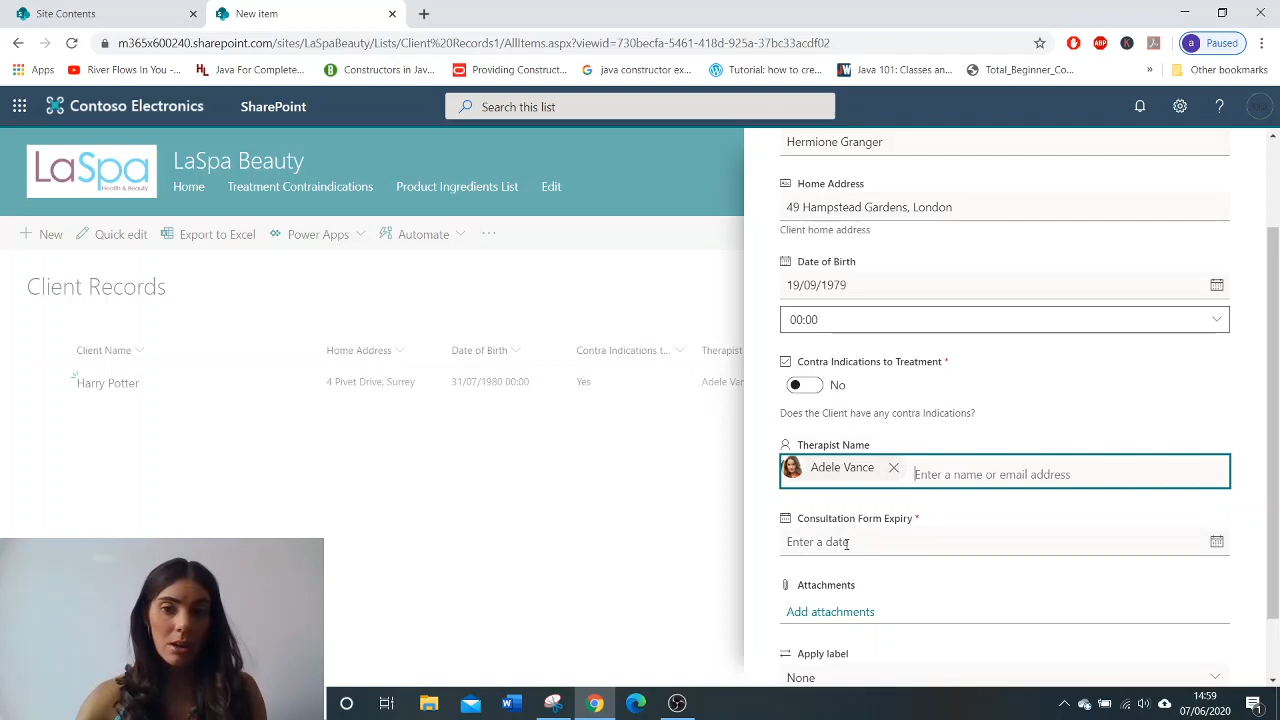 Site Contents
New item
m365x600240.sharepoint.com/sites/LaSpaBeauty/Lists/Client%20Records1/AllItems.aspx?viewid=730becfa-5461-418d-925a-37bc33acdf02
ABP
a
Paused
Apps
River Flows In You -...
Java For Complete...
Constructors in Jav...
Providing Construct...
java constructor ex...
Tutorial: how to cre...
Java 101: Classes an...
Total_Beginner_Co...
»
Other bookmarks
Contoso Electronics
SharePoint
Search this list
LaSpa
Health & Beauty
LaSpa Beauty
Home
Treatment Contraindications
Product Ingredients List
Edit
New
Quick edit
Export to Excel
Power Apps
Automate
Client Records
Client Name
Home Address
Date of Birth
Contra Indications t...
Therapist
Harry Potter
4 Pivet Drive, Surrey
31/07/1980 00:00
Yes
Adele Van
Hermione Granger
Home Address
49 Hampstead Gardens, London
Client home address
Date of Birth
19/09/1979
00:00
Contra Indications to Treatment *
No
Does the Client have any contra Indications?
Therapist Name
Adele Vance
Enter a name or email address
Consultation Form Expiry *
Enter a date
Attachments
Add attachments
Apply label
None
14:59
07/06/2020